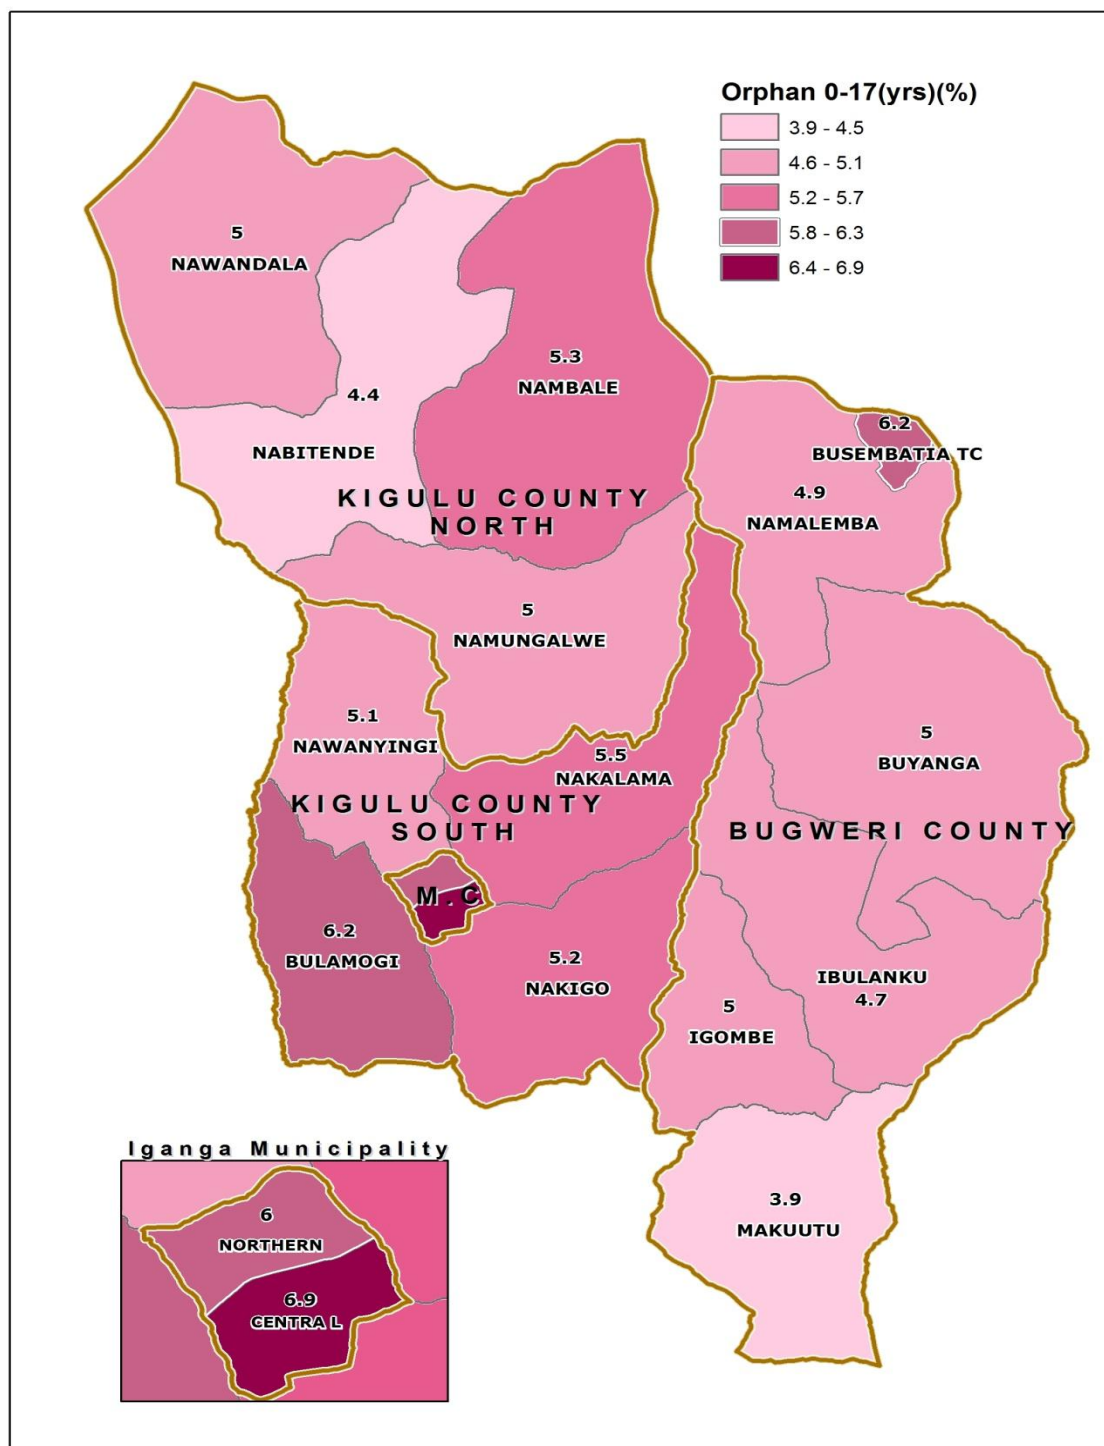 Orphan 0-17(yrs)(%)
3.9 - 4.5
4.6 - 5.1
5.2 - 5.7
5.8 - 6.3
6.4 - 6.9
5
NAWANDALA
5.3
NAMBALE
4.4
NABITENDE
6.2
BUSEMBATIA TC
4.9
NAMALEMBA
KIGULU COUNTY
NORTH
5
NAMUNGALWE
5.1
NAWANYINGI
5.5
NAKALAMA
5
BUYANGA
KIGULU COUNTY
SOUTH
BUGWERI COUNTY
M.C
6.2
BULAMOGI
5.2
NAKIGO
IBULANKU
4.7
5
IGOMBE
3.9
MAKUUTU
Iganga Municipality
6
NORTHERN
6.9
CENTRA L